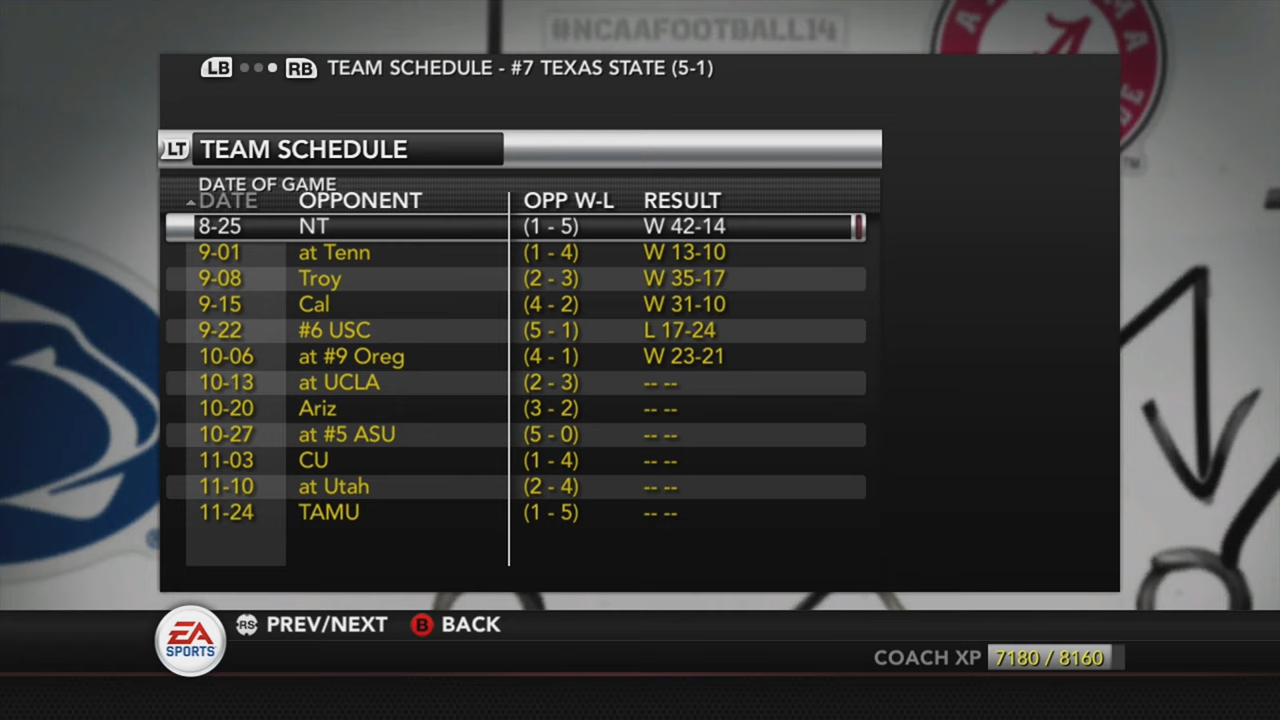 #NCAAFOOTBALL14
LB RB TEAM SCHEDULE - #7 TEXAS STATE (5-1)
LT TEAM SCHEDULE
DATE OF GAME
DATE OPPONENT OPP W-L RESULT
8-25 NT (1 - 5) W 42-14
9-01 at Tenn (1 - 4) W 13-10
9-08 Troy (2 - 3) W 35-17
9-15 Cal (4 - 2) W 31-10
9-22 #6 USC (5 - 1) L 17-24
10-06 at #9 Oreg (4 - 1) W 23-21
10-13 at UCLA (2 - 3) -- --
10-20 Ariz (3 - 2) -- --
10-27 at #5 ASU (5 - 0) -- --
11-03 CU (1 - 4) -- --
11-10 at Utah (2 - 4) -- --
11-24 TAMU (1 - 5) -- --
EA SPORTS RS PREV/NEXT B BACK
COACH XP 7180 / 8160